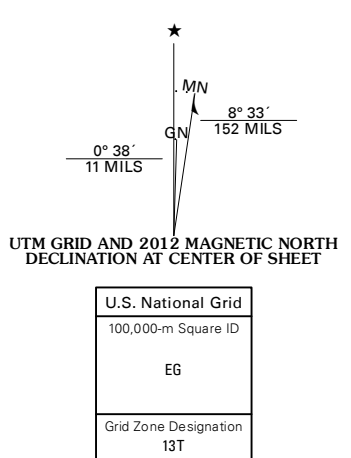 ★
MN
8° 33´
152 MILS
GN
0° 38´
11 MILS
UTM GRID AND 2012 MAGNETIC NORTH
DECLINATION AT CENTER OF SHEET
U.S. National Grid
100,000-m Square ID
EG
Grid Zone Designation
13T